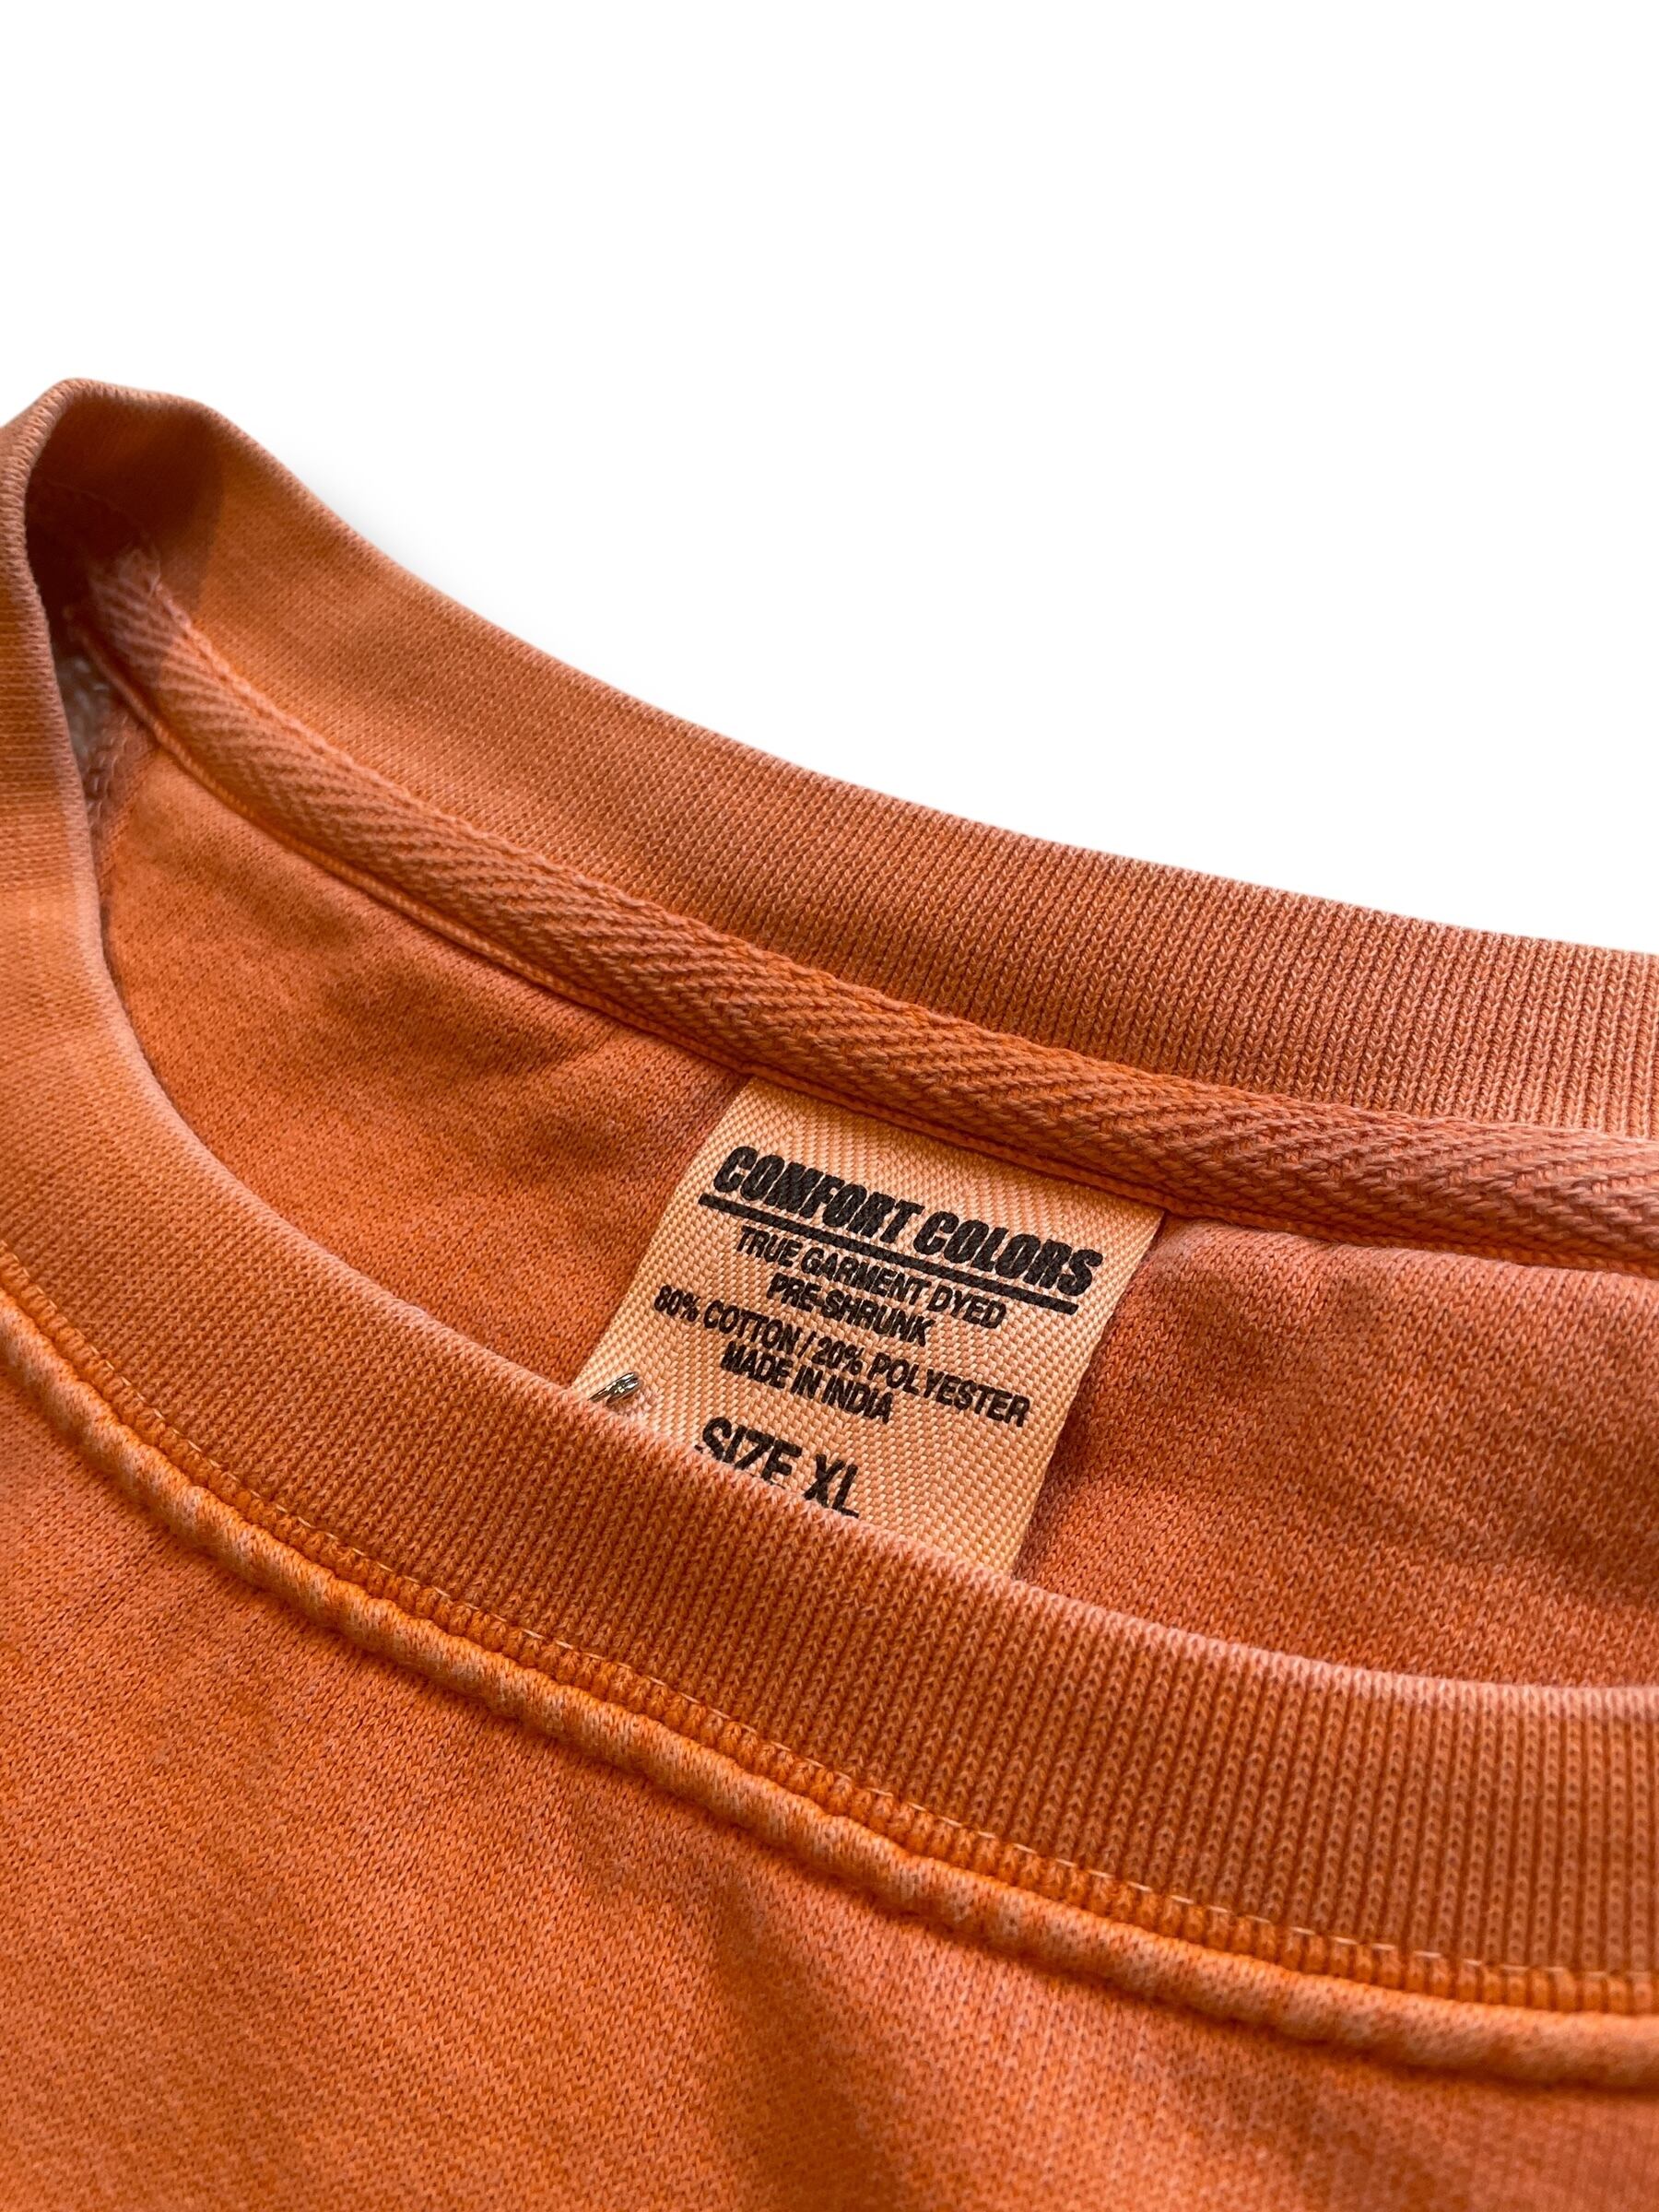 COMFORT COLORS
TRUE GARMENT DYED
PRE-SHRUNK
80% COTTON / 20% POLYESTER
MADE IN INDIA
SIZE XL